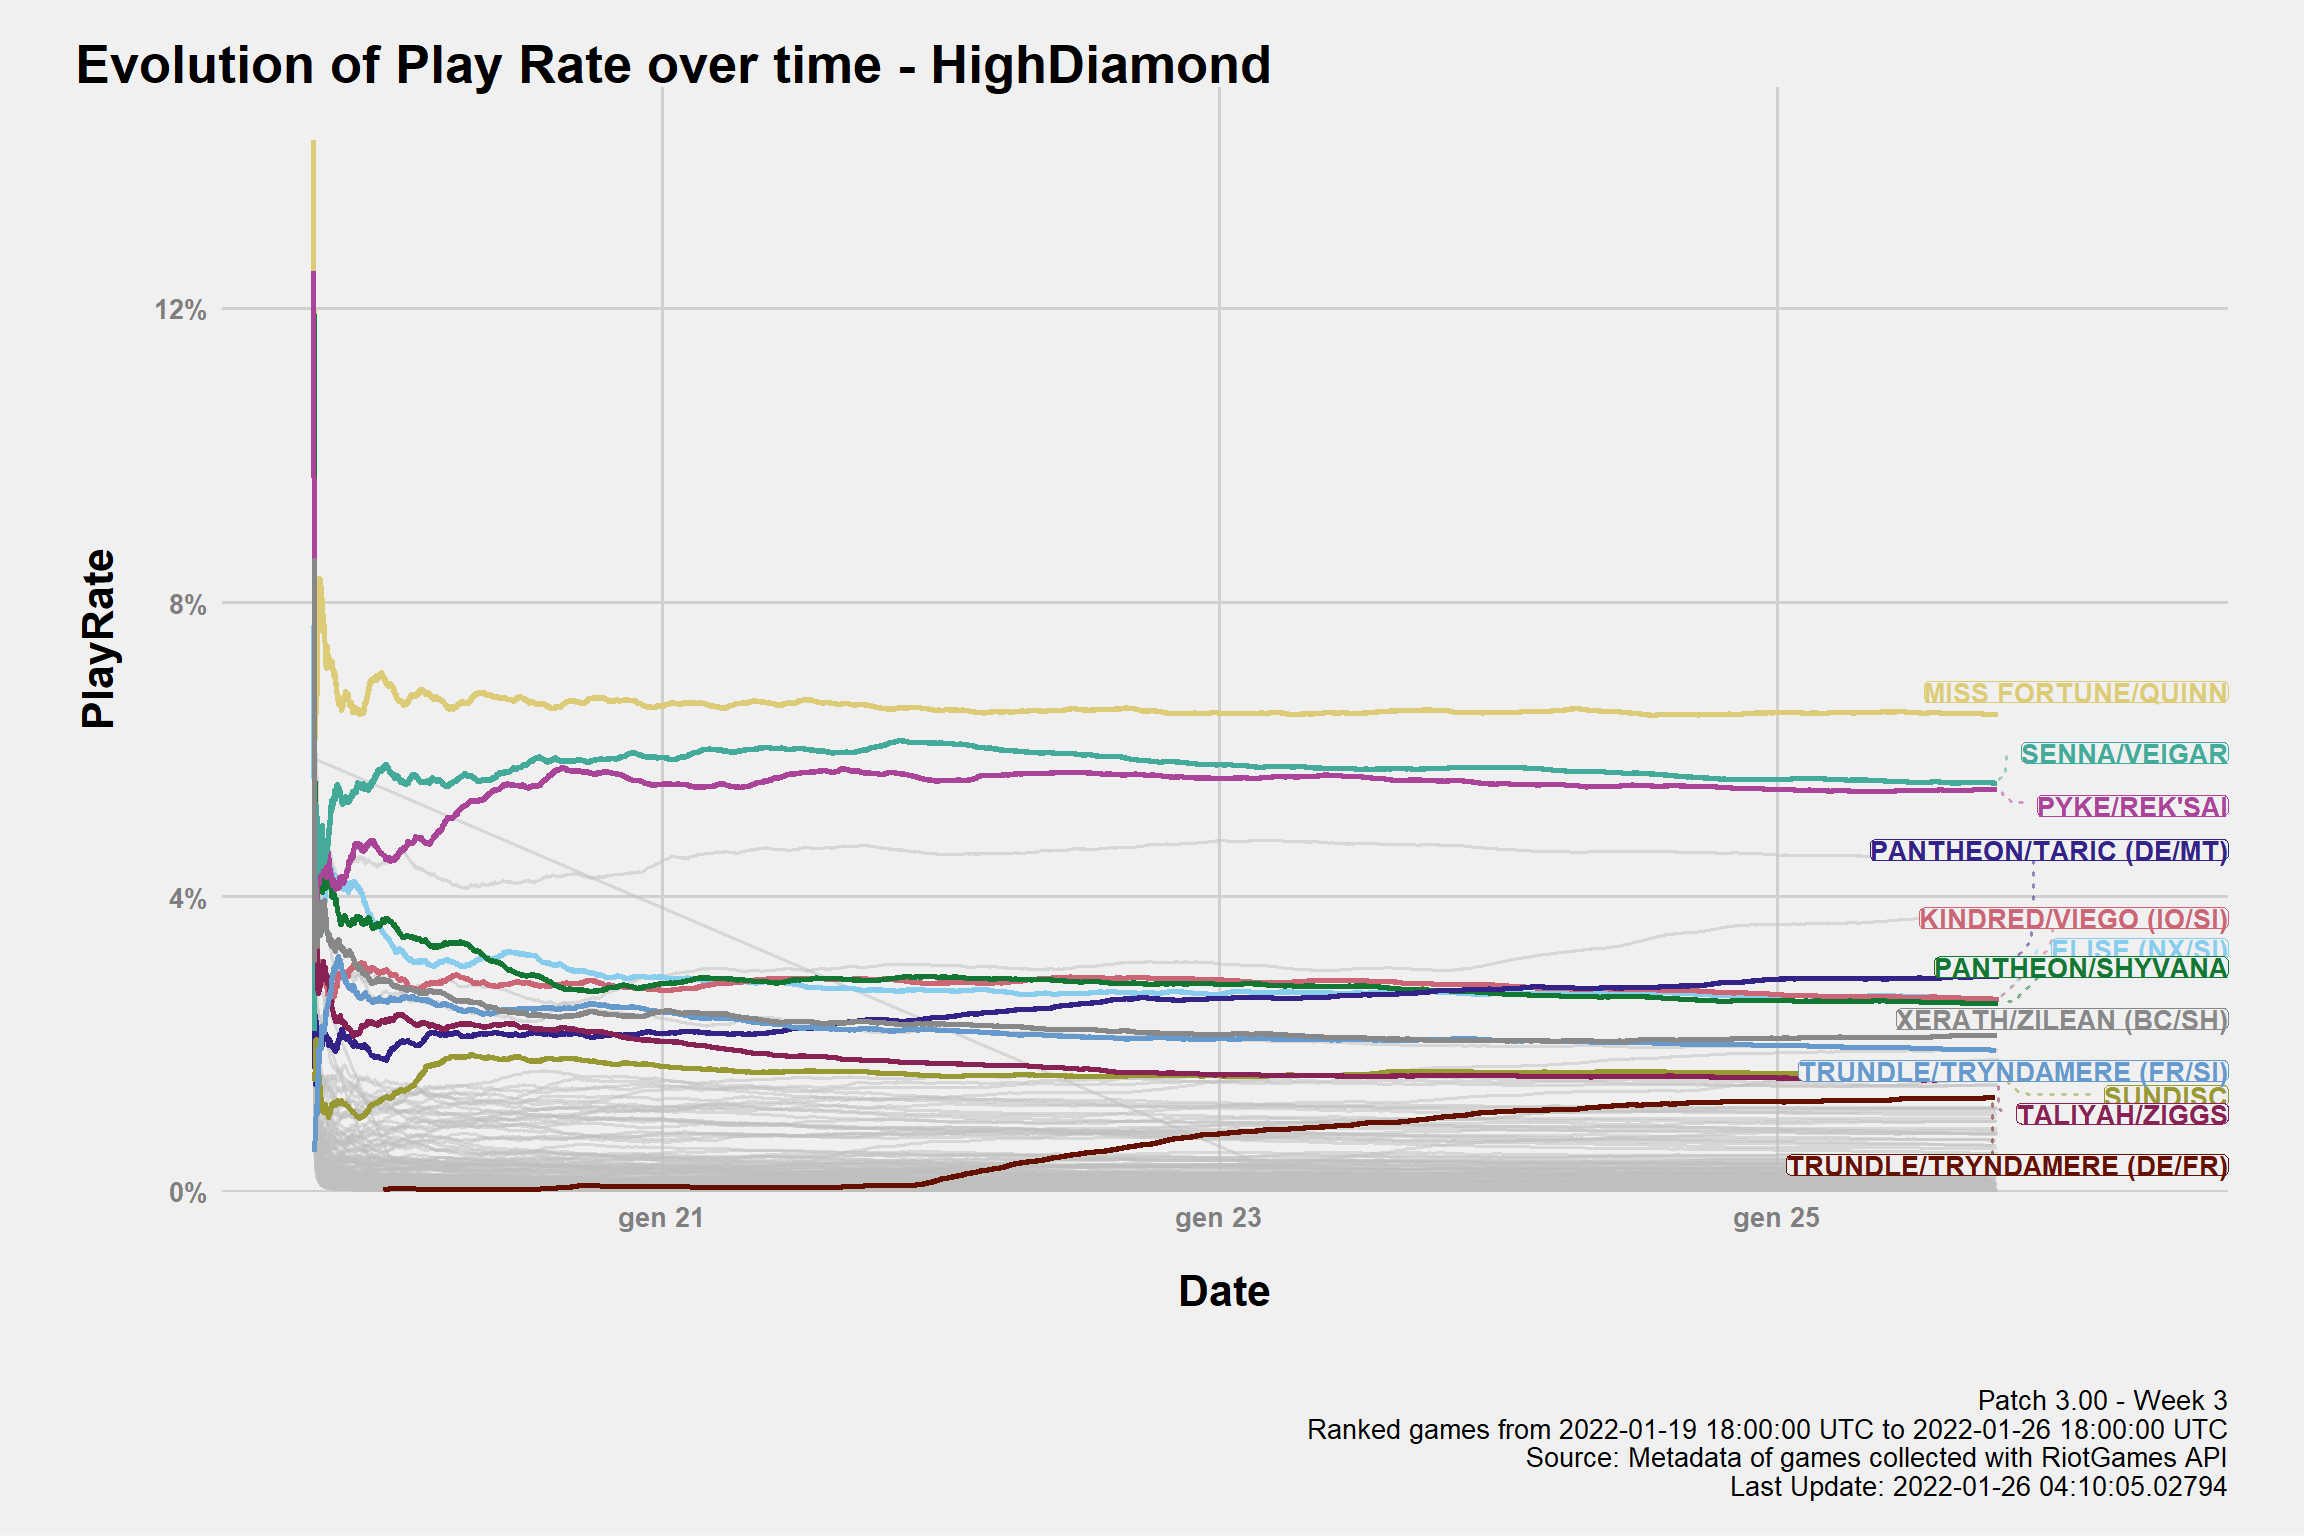 Evolution of Play Rate over time - HighDiamond
PlayRate
12%
8%
4%
0%
MISS FORTUNE/QUINN
SENNA/VEIGAR
PYKE/REK'SAI
PANTHEON/TARIC (DE/MT)
KINDRED/VIEGO (IO/SI)
ELISE (NX/SI)
PANTHEON/SHYVANA
XERATH/ZILEAN (BC/SH)
TRUNDLE/TRYNDAMERE (FR/SI)
SUNDISC
TALIYAH/ZIGGS
TRUNDLE/TRYNDAMERE (DE/FR)
gen 21
gen 23
gen 25
Date
Patch 3.00 - Week 3
Ranked games from 2022-01-19 18:00:00 UTC to 2022-01-26 18:00:00 UTC
Source: Metadata of games collected with RiotGames API
Last Update: 2022-01-26 04:10:05.02794